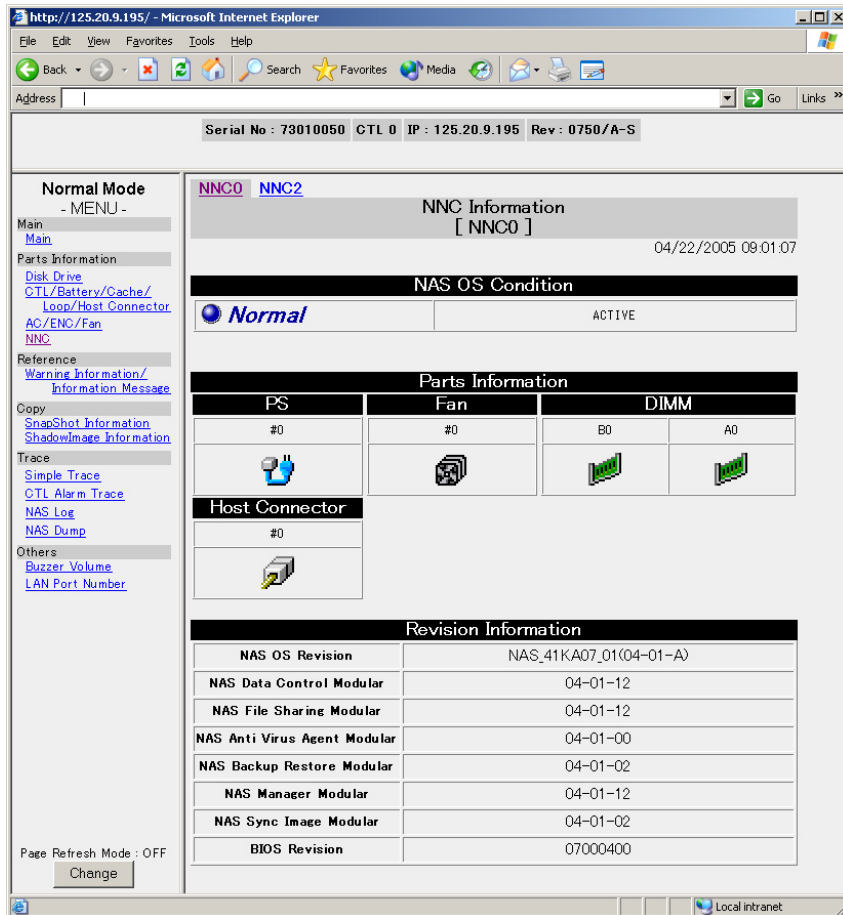 http://125.20.9.195/ - Microsoft Internet Explorer
File Edit View Favorites Tools Help
Back Search Favorites Media
Address Go Links »
Serial No : 73010050 CTL 0 IP : 125.20.9.195 Rev : 0750/A-S
Normal Mode
- MENU -
Main
Main
Parts Information
Disk Drive
CTL/Battery/Cache/
Loop/Host Connector
AC/ENC/Fan
NNC
Reference
Warning Information/
Information Message
Copy
SnapShot Information
ShadowImage Information
Trace
Simple Trace
CTL Alarm Trace
NAS Log
NAS Dump
Others
Buzzer Volume
LAN Port Number
Page Refresh Mode : OFF
Change
NNC0 NNC2
NNC Information
[ NNC0 ]
04/22/2005 09:01:07
NAS OS Condition
Normal ACTIVE
Parts Information
PS Fan DIMM
#0 #0 B0 A0
Host Connector
#0
Revision Information
NAS OS Revision NAS_41KA07_01(04-01-A)
NAS Data Control Modular 04-01-12
NAS File Sharing Modular 04-01-12
NAS Anti Virus Agent Modular 04-01-00
NAS Backup Restore Modular 04-01-02
NAS Manager Modular 04-01-12
NAS Sync Image Modular 04-01-02
BIOS Revision 07000400
Local intranet